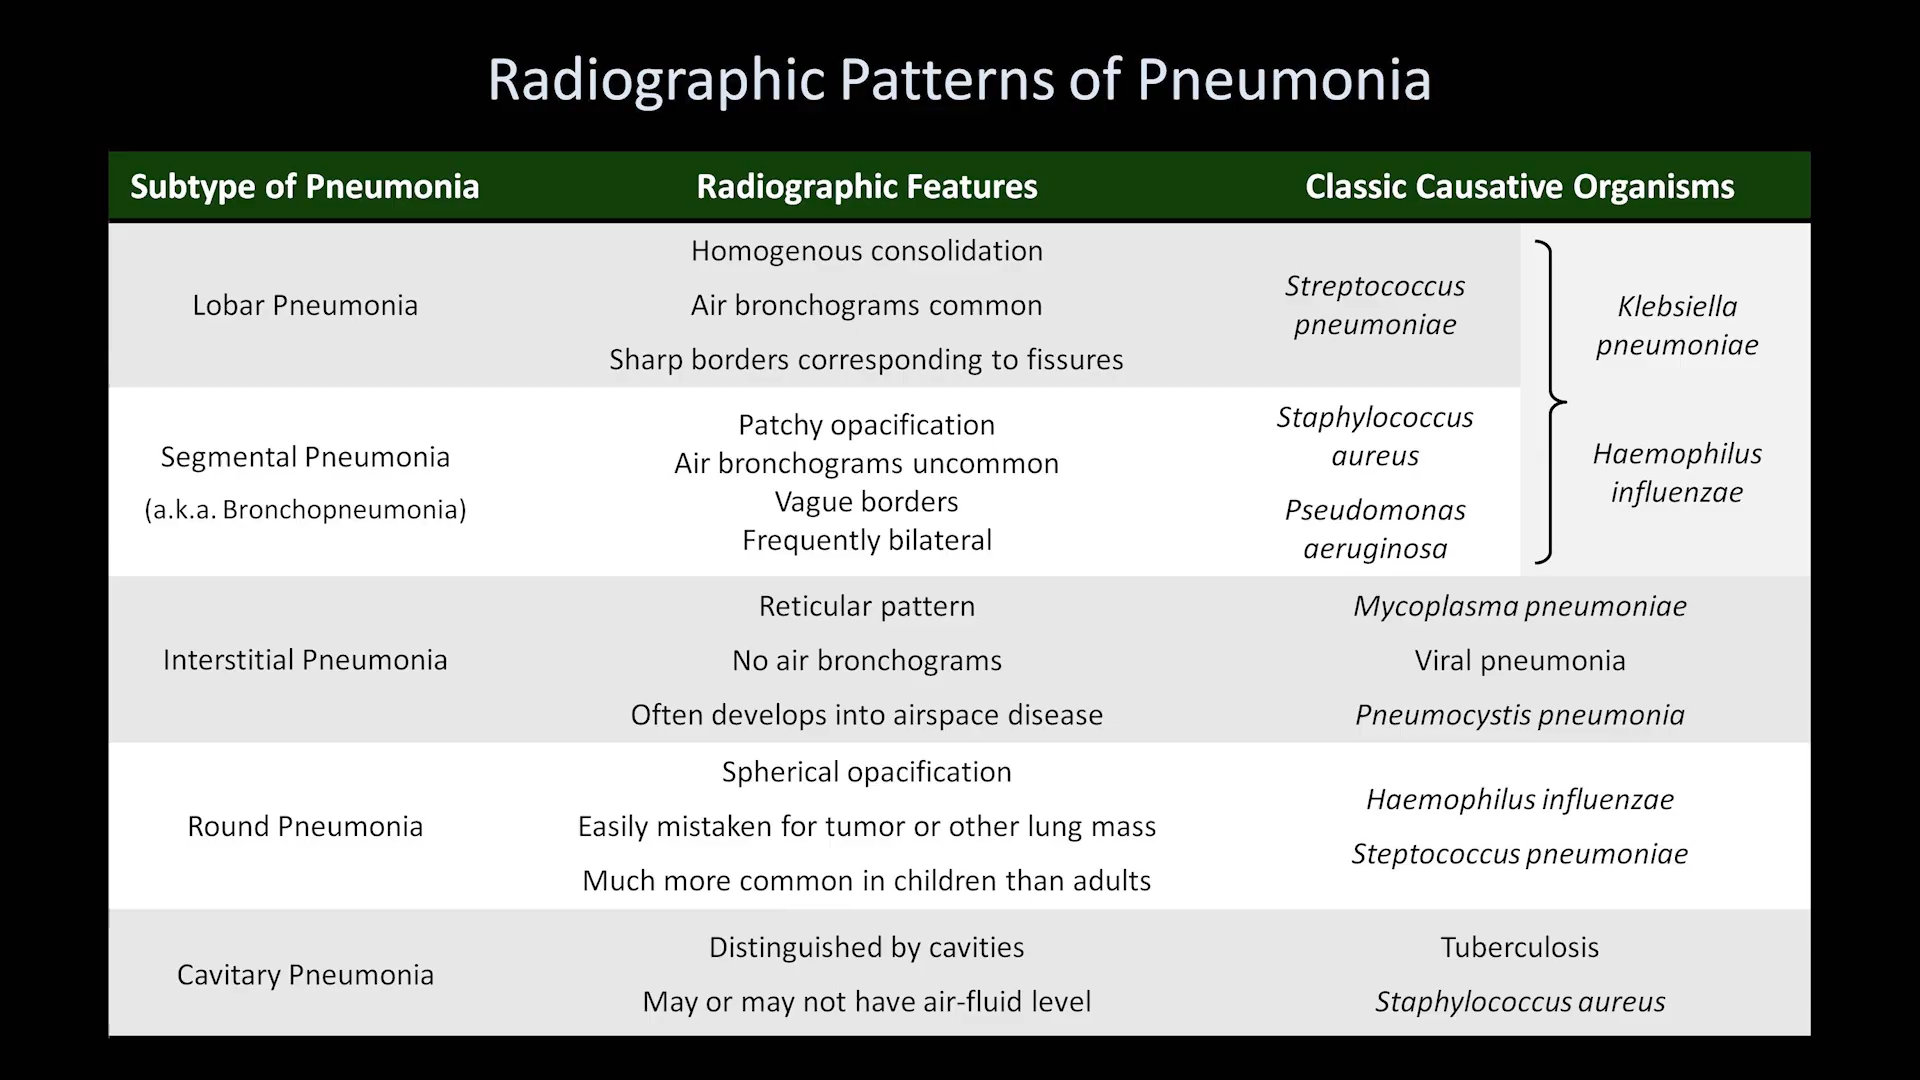 Radiographic Patterns of Pneumonia
Subtype of Pneumonia
Radiographic Features
Classic Causative Organisms
Lobar Pneumonia
Homogenous consolidation
Air bronchograms common
Sharp borders corresponding to fissures
Streptococcus
pneumoniae
Klebsiella
pneumoniae
Haemophilus
influenzae
Segmental Pneumonia
(a.k.a. Bronchopneumonia)
Patchy opacification
Air bronchograms uncommon
Vague borders
Frequently bilateral
Staphylococcus
aureus
Pseudomonas
aeruginosa
Interstitial Pneumonia
Reticular pattern
No air bronchograms
Often develops into airspace disease
Mycoplasma pneumoniae
Viral pneumonia
Pneumocystis pneumonia
Round Pneumonia
Spherical opacification
Easily mistaken for tumor or other lung mass
Much more common in children than adults
Haemophilus influenzae
Steptococcus pneumoniae
Cavitary Pneumonia
Distinguished by cavities
May or may not have air-fluid level
Tuberculosis
Staphylococcus aureus